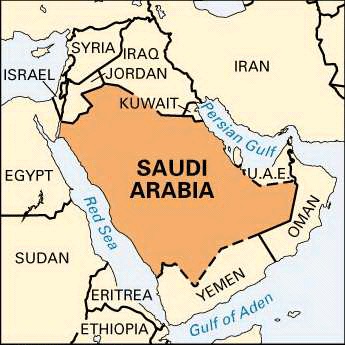 SYRIA
IRAQ
IRAN
ISRAEL
JORDAN
KUWAIT
Persian Gulf
EGYPT
SAUDI
ARABIA
U.A.E.
Red Sea
OMAN
SUDAN
YEMEN
ERITREA
Gulf of Aden
ETHIOPIA